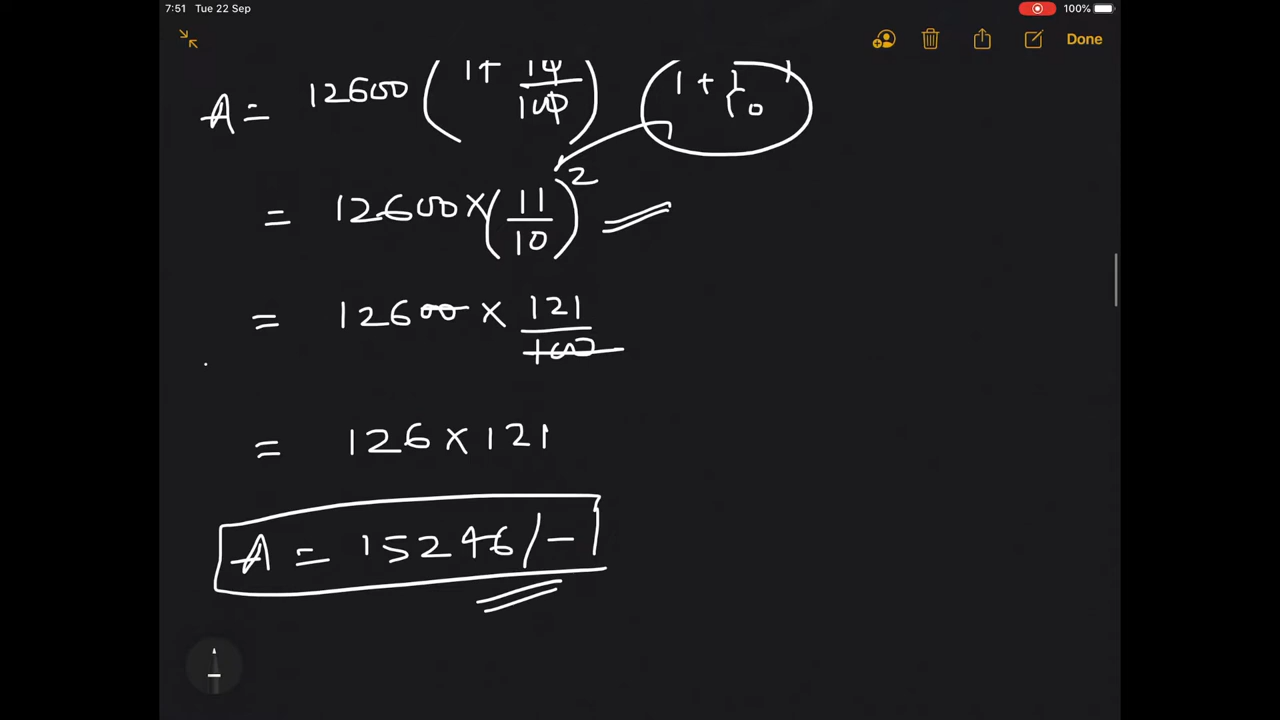 7:51 Tue 22 Sep 100%
Done
A = 12600 (1 + 10/100) (1 + 1/10)
= 12600 × (11/10)²
= 12600 × 121/100
= 126 × 121
A = 15246/-